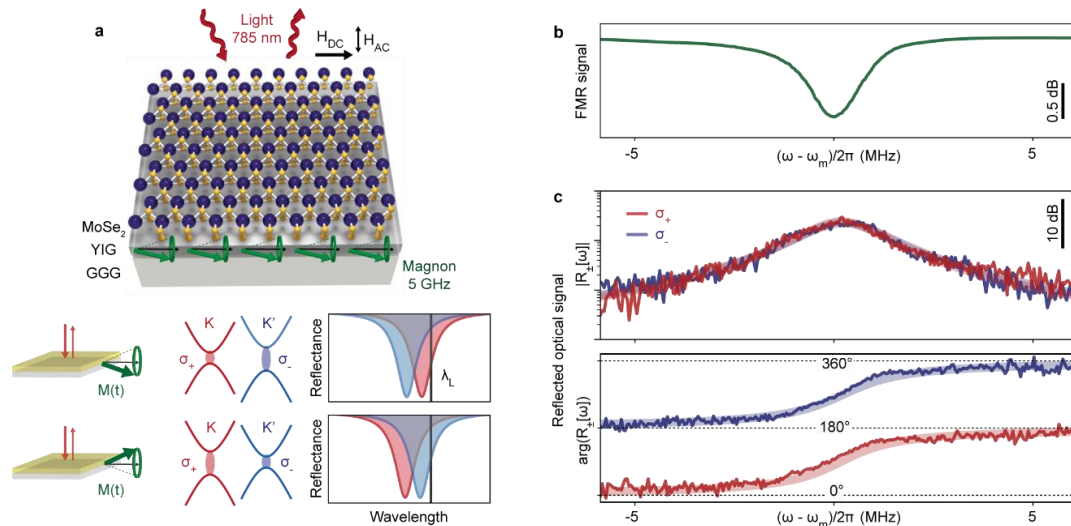 a
Light
785 nm
H_DC
H_AC
MoSe₂
YIG
GGG
Magnon
5 GHz
M(t)
K
K'
σ₊
σ₋
Reflectance
λ_L
M(t)
K
K'
σ₊
σ₋
Reflectance
Wavelength
b
FMR signal
0.5 dB
-5
(ω - ω_m)/2π (MHz)
5
c
σ₊
σ₋
10 dB
Reflected optical signal
|R_±[ω]|
arg(R_±[ω])
360°
180°
0°
-5
(ω - ω_m)/2π (MHz)
5